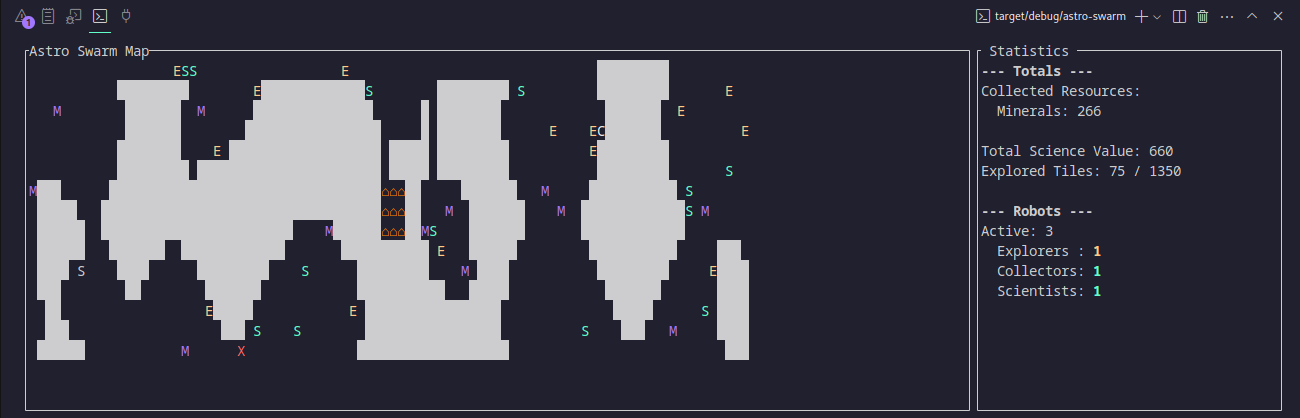 1
target/debug/astro-swarm
Astro Swarm Map
Statistics
ESS E
--- Totals ---
E S S E
Collected Resources:
M M E
Minerals: 266
E EC E
E E
Total Science Value: 660
S
Explored Tiles: 75 / 1350
M M S
M M S M
--- Robots ---
M MS
Active: 3
E
Explorers : 1
S S M E
Collectors: 1
Scientists: 1
E E S
S S S M
M X